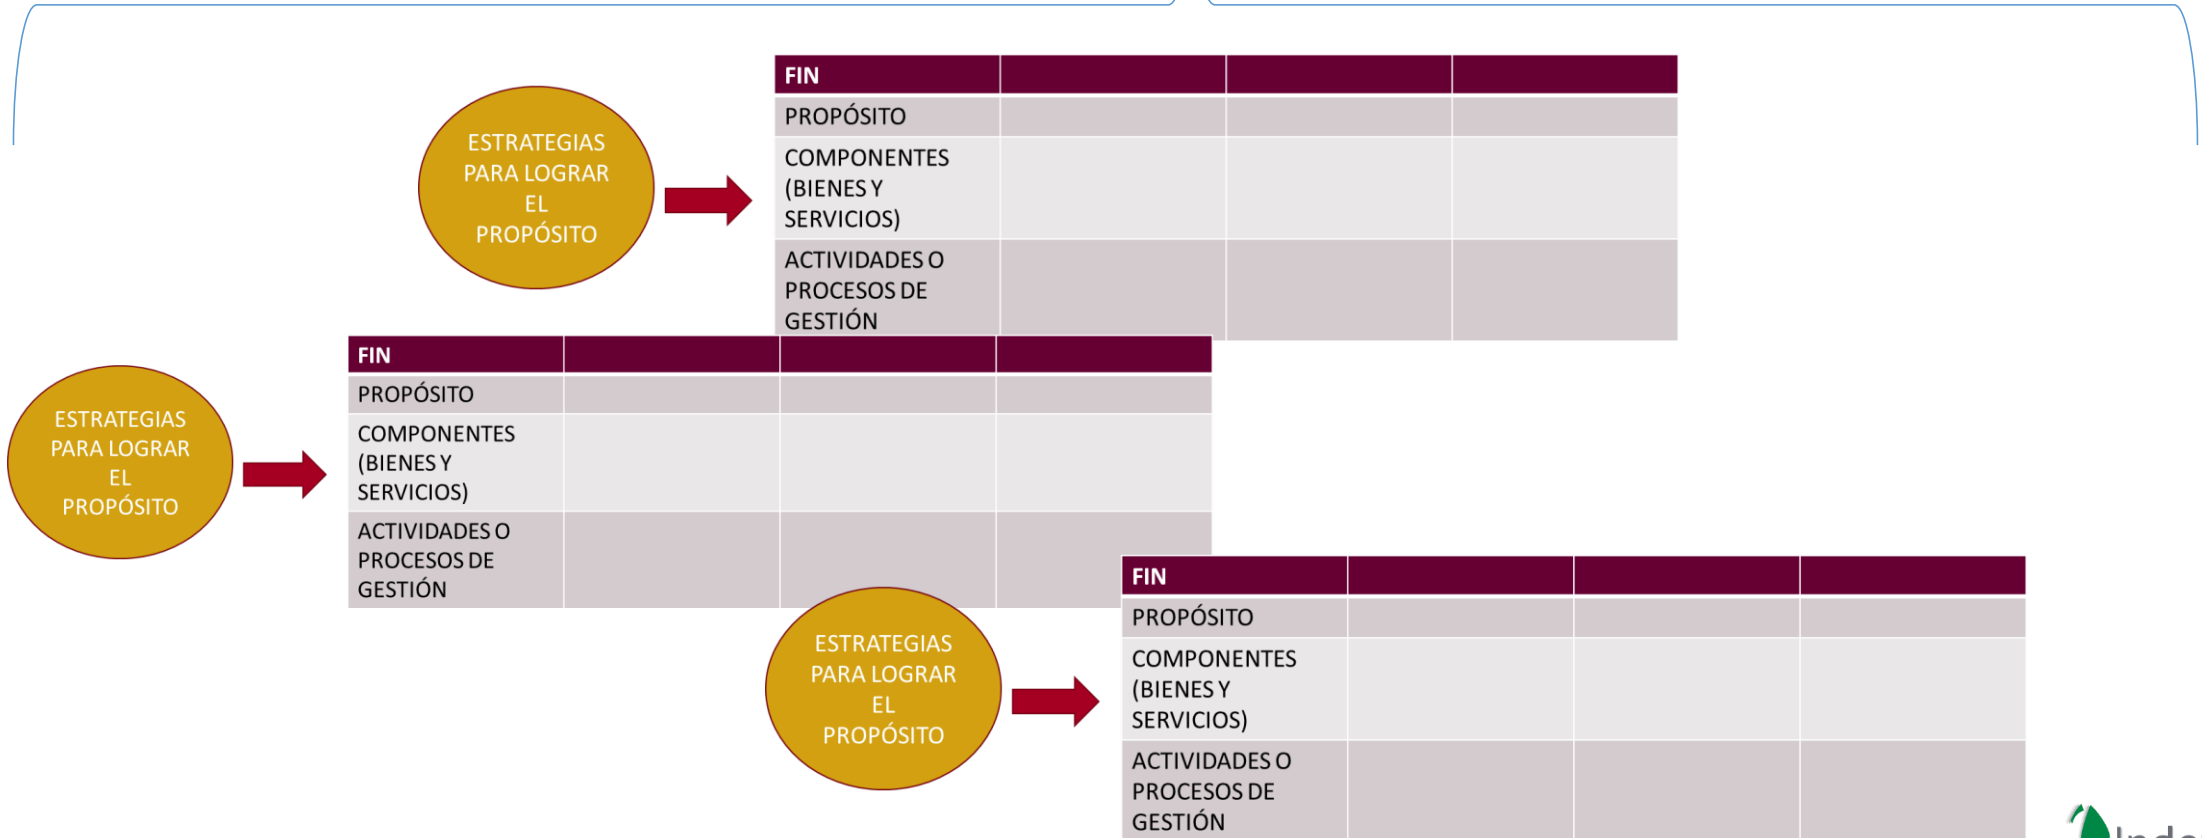 FIN
PROPÓSITO
COMPONENTES
(BIENES Y
SERVICIOS)
ACTIVIDADES O
PROCESOS DE
GESTIÓN
ESTRATEGIAS
PARA LOGRAR
EL
PROPÓSITO
FIN
PROPÓSITO
COMPONENTES
(BIENES Y
SERVICIOS)
ACTIVIDADES O
PROCESOS DE
GESTIÓN
ESTRATEGIAS
PARA LOGRAR
EL
PROPÓSITO
FIN
PROPÓSITO
COMPONENTES
(BIENES Y
SERVICIOS)
ACTIVIDADES O
PROCESOS DE
GESTIÓN
ESTRATEGIAS
PARA LOGRAR
EL
PROPÓSITO